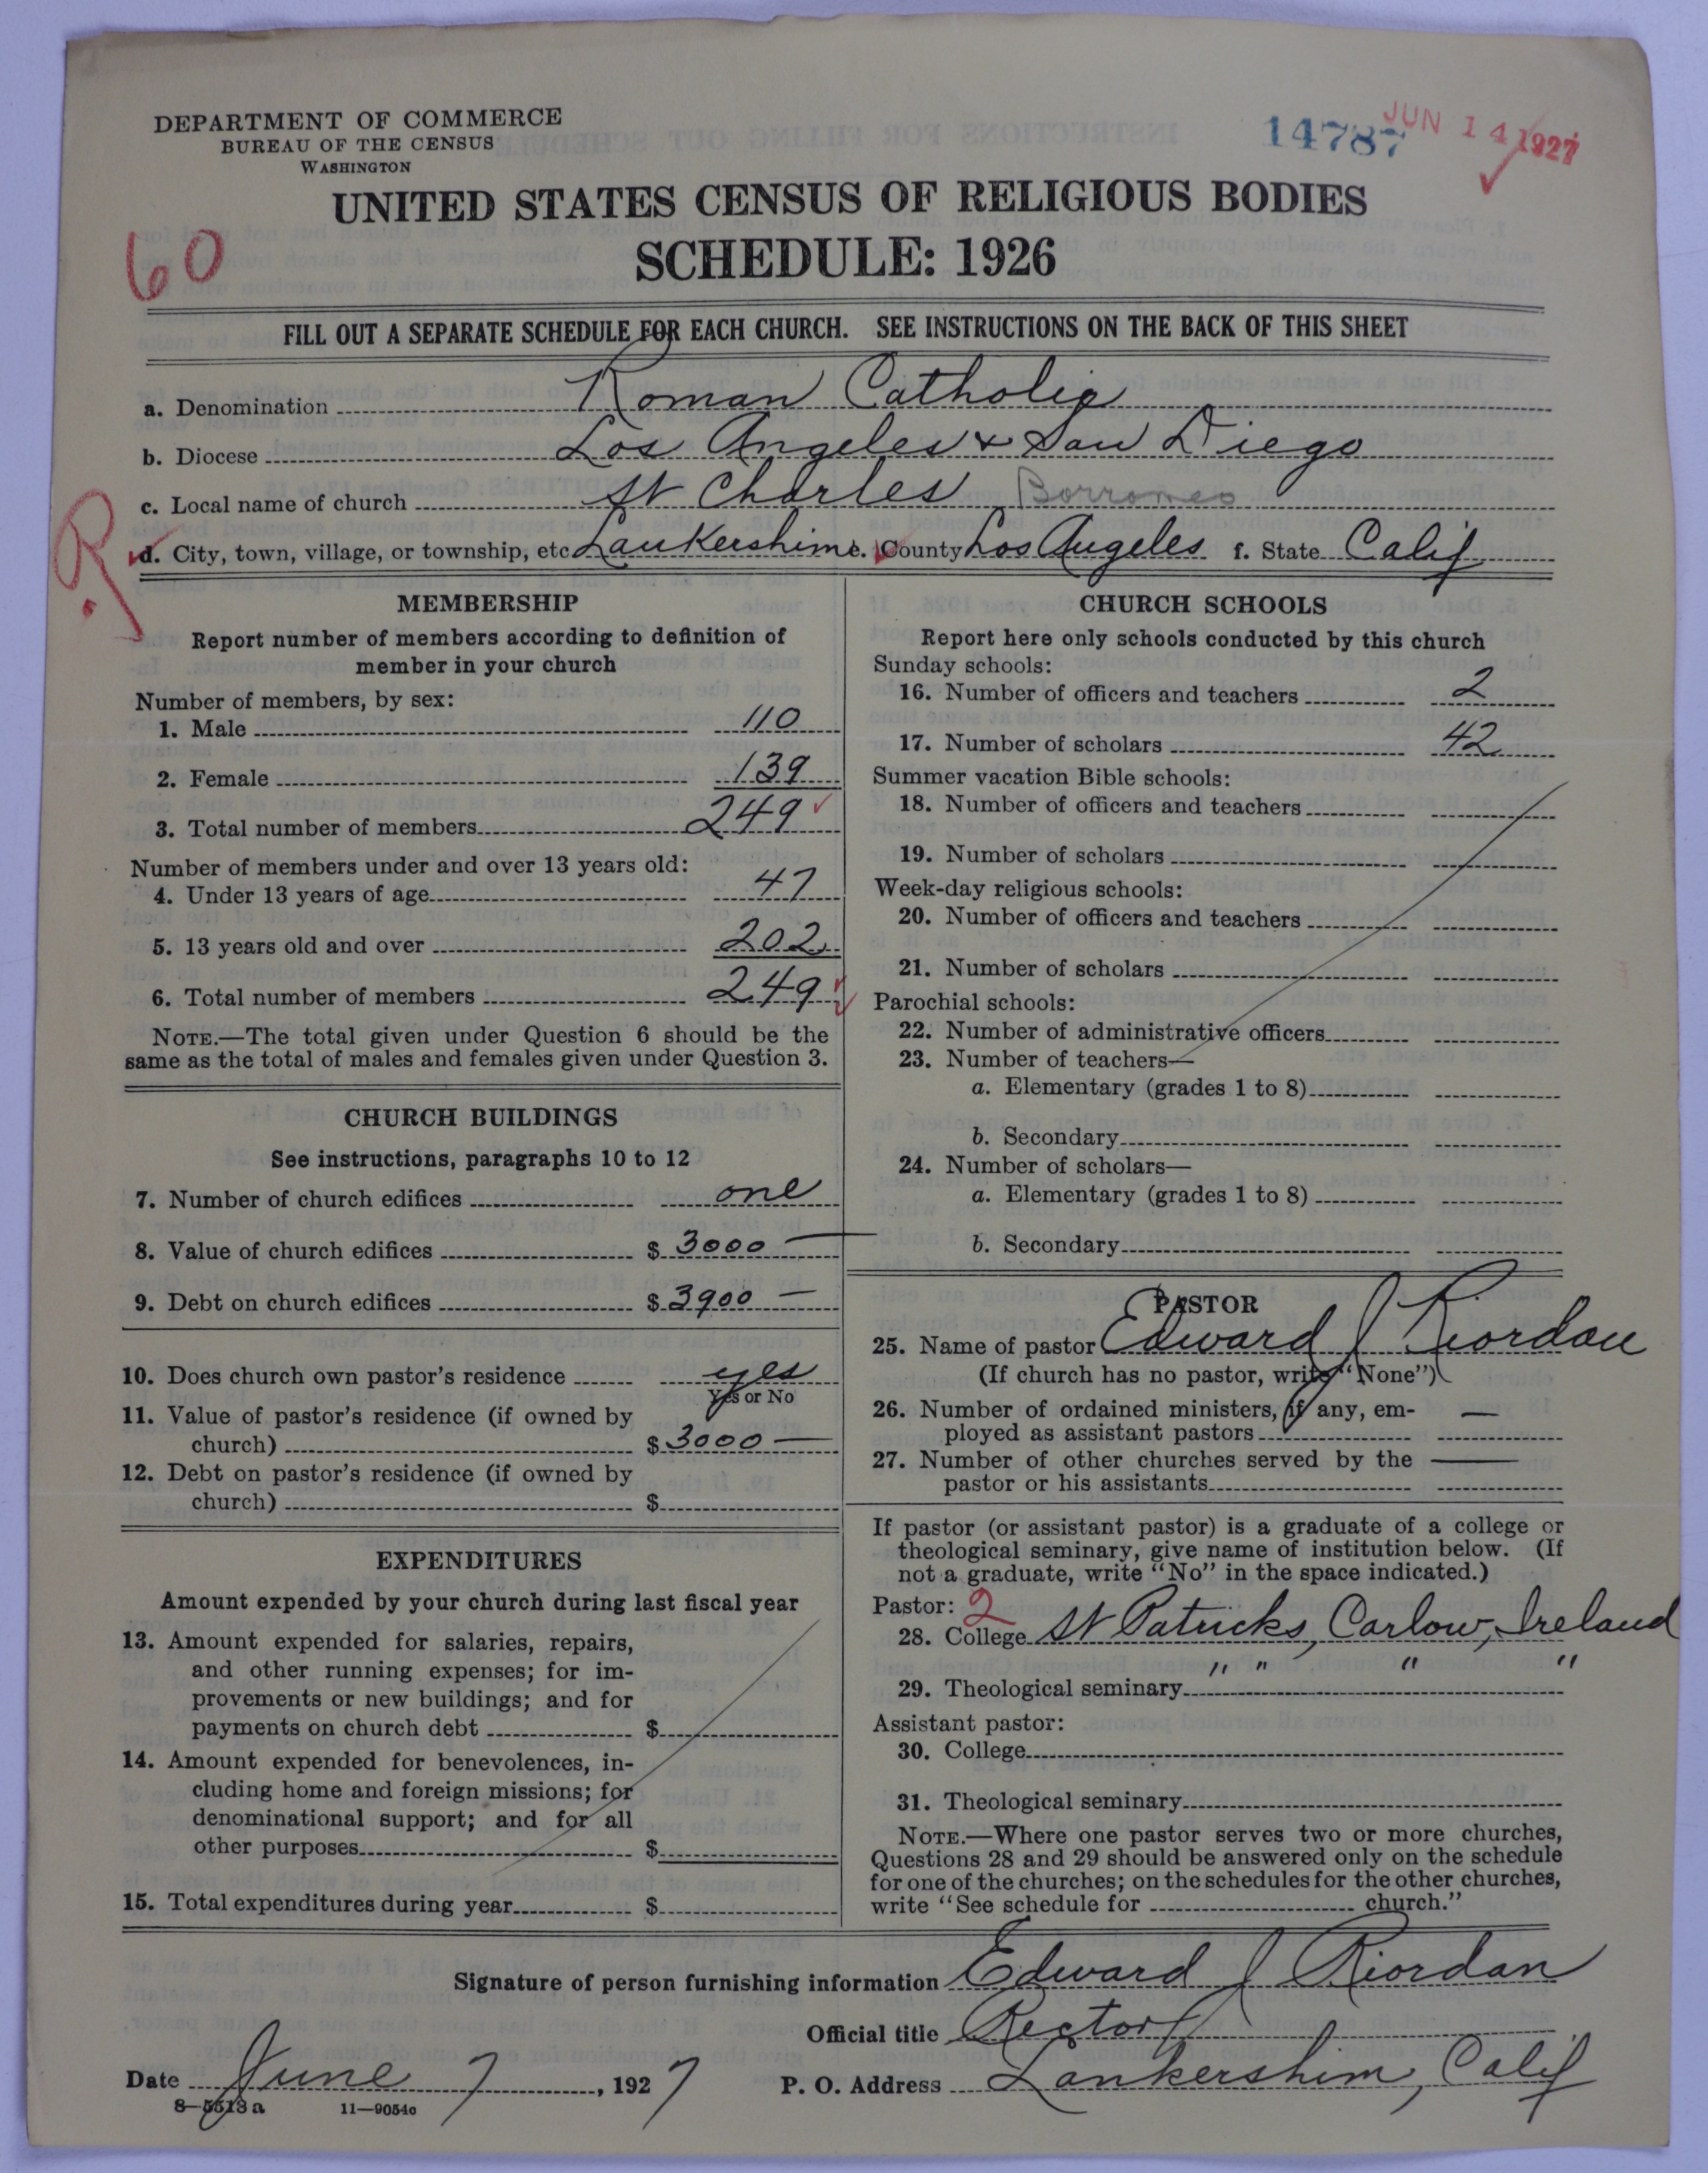 DEPARTMENT OF COMMERCE
BUREAU OF THE CENSUS
WASHINGTON
14787
JUN 14 1927
UNITED STATES CENSUS OF RELIGIOUS BODIES
60
SCHEDULE: 1926
FILL OUT A SEPARATE SCHEDULE FOR EACH CHURCH. SEE INSTRUCTIONS ON THE BACK OF THIS SHEET
a. Denomination Roman Catholic
b. Diocese Los Angeles & San Diego
c. Local name of church St Charles Borromeo
R
d. City, town, village, or township, etc. Lankershim e. County Los Angeles f. State Calif
MEMBERSHIP
Report number of members according to definition of
member in your church
Number of members, by sex:
1. Male 110
2. Female 139
3. Total number of members 249
Number of members under and over 13 years old:
4. Under 13 years of age 47
5. 13 years old and over 202
6. Total number of members 249
NOTE.—The total given under Question 6 should be the
same as the total of males and females given under Question 3.
CHURCH BUILDINGS
See instructions, paragraphs 10 to 12
7. Number of church edifices one
8. Value of church edifices $ 3000 —
9. Debt on church edifices $ 3900 —
10. Does church own pastor's residence yes
Yes or No
11. Value of pastor's residence (if owned by
church) $ 3000 —
12. Debt on pastor's residence (if owned by
church) $
EXPENDITURES
Amount expended by your church during last fiscal year
13. Amount expended for salaries, repairs,
and other running expenses; for im-
provements or new buildings; and for
payments on church debt $
14. Amount expended for benevolences, in-
cluding home and foreign missions; for
denominational support; and for all
other purposes $
15. Total expenditures during year $
CHURCH SCHOOLS
Report here only schools conducted by this church
Sunday schools:
16. Number of officers and teachers 2
17. Number of scholars 42
Summer vacation Bible schools:
18. Number of officers and teachers
19. Number of scholars
Week-day religious schools:
20. Number of officers and teachers
21. Number of scholars
Parochial schools:
22. Number of administrative officers
23. Number of teachers—
a. Elementary (grades 1 to 8)
b. Secondary
24. Number of scholars—
a. Elementary (grades 1 to 8)
b. Secondary
PASTOR
25. Name of pastor Edward J Riordan
(If church has no pastor, write "None")
26. Number of ordained ministers, if any, em-
ployed as assistant pastors —
27. Number of other churches served by the
pastor or his assistants —
If pastor (or assistant pastor) is a graduate of a college or
theological seminary, give name of institution below. (If
not a graduate, write "No" in the space indicated.)
Pastor: 2
28. College St Patricks, Carlow, Ireland
29. Theological seminary " " " "
Assistant pastor:
30. College
31. Theological seminary
NOTE.—Where one pastor serves two or more churches,
Questions 28 and 29 should be answered only on the schedule
for one of the churches; on the schedules for the other churches,
write "See schedule for church."
Signature of person furnishing information Edward J Riordan
Official title Rector
Date June 7, 1927 P. O. Address Lankershim, Calif
8—5513a 11—9054c